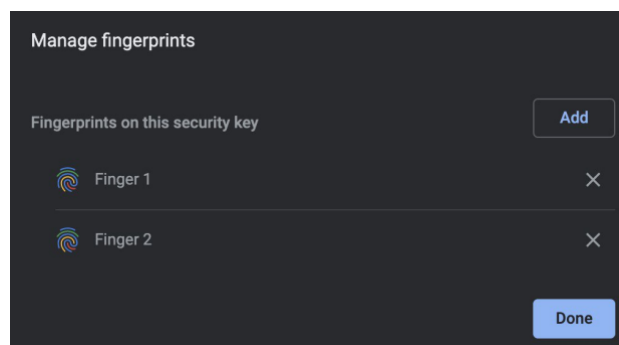 Manage fingerprints
Fingerprints on this security key
Add
Finger 1
Finger 2
Done